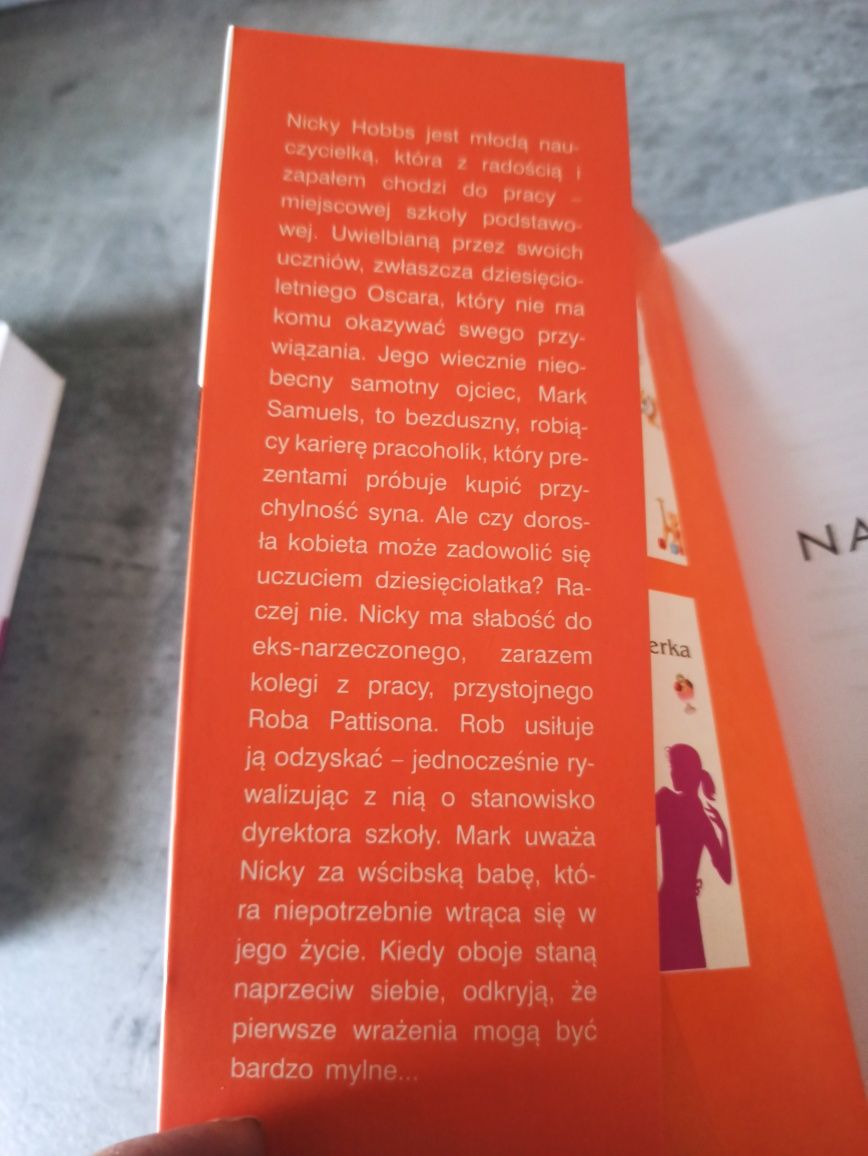 Nicky Hobbs jest młodą nau-
czycielką, która z radością i
zapałem chodzi do pracy –
miejscowej szkoły podstawo-
wej. Uwielbianą przez swoich
uczniów, zwłaszcza dziesięcio-
letniego Oscara, który nie ma
komu okazywać swego przy-
wiązania. Jego wiecznie nieo-
becny samotny ojciec, Mark
Samuels, to bezduszny, robią-
cy karierę pracoholik, który pre-
zentami próbuje kupić przy-
chylność syna. Ale czy doros-
ła kobieta może zadowolić się
uczuciem dziesięciolatka? Ra-
czej nie. Nicky ma słabość do
eks-narzeczonego, zarazem
kolegi z pracy, przystojnego
Roba Pattisona. Rob usiłuje
ją odzyskać – jednocześnie ry-
walizując z nią o stanowisko
dyrektora szkoły. Mark uważa
Nicky za wścibską babę, któ-
ra niepotrzebnie wtrąca się w
jego życie. Kiedy oboje staną
naprzeciw siebie, odkryją, że
pierwsze wrażenia mogą być
bardzo mylne...
erka
NA